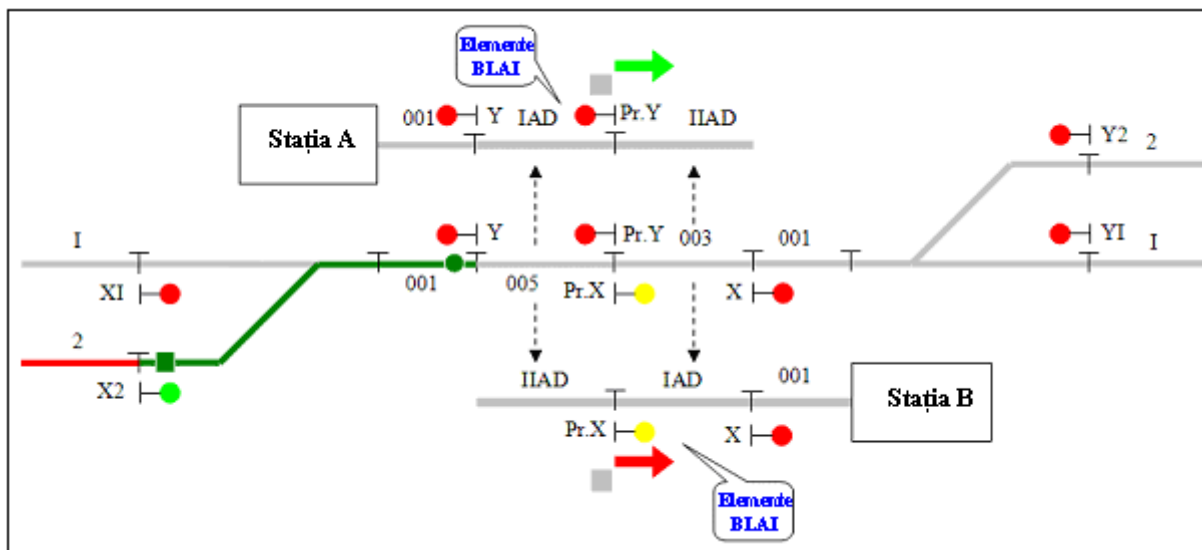 Elemente
BLAI
001
Y
IAD
Pr.Y
IIAD
Stația A
Y2
2
I
Y
Pr.Y
003
001
YI
I
XI
001
005
Pr.X
X
2
X2
IIAD
IAD
001
Stația B
Pr.X
X
Elemente
BLAI